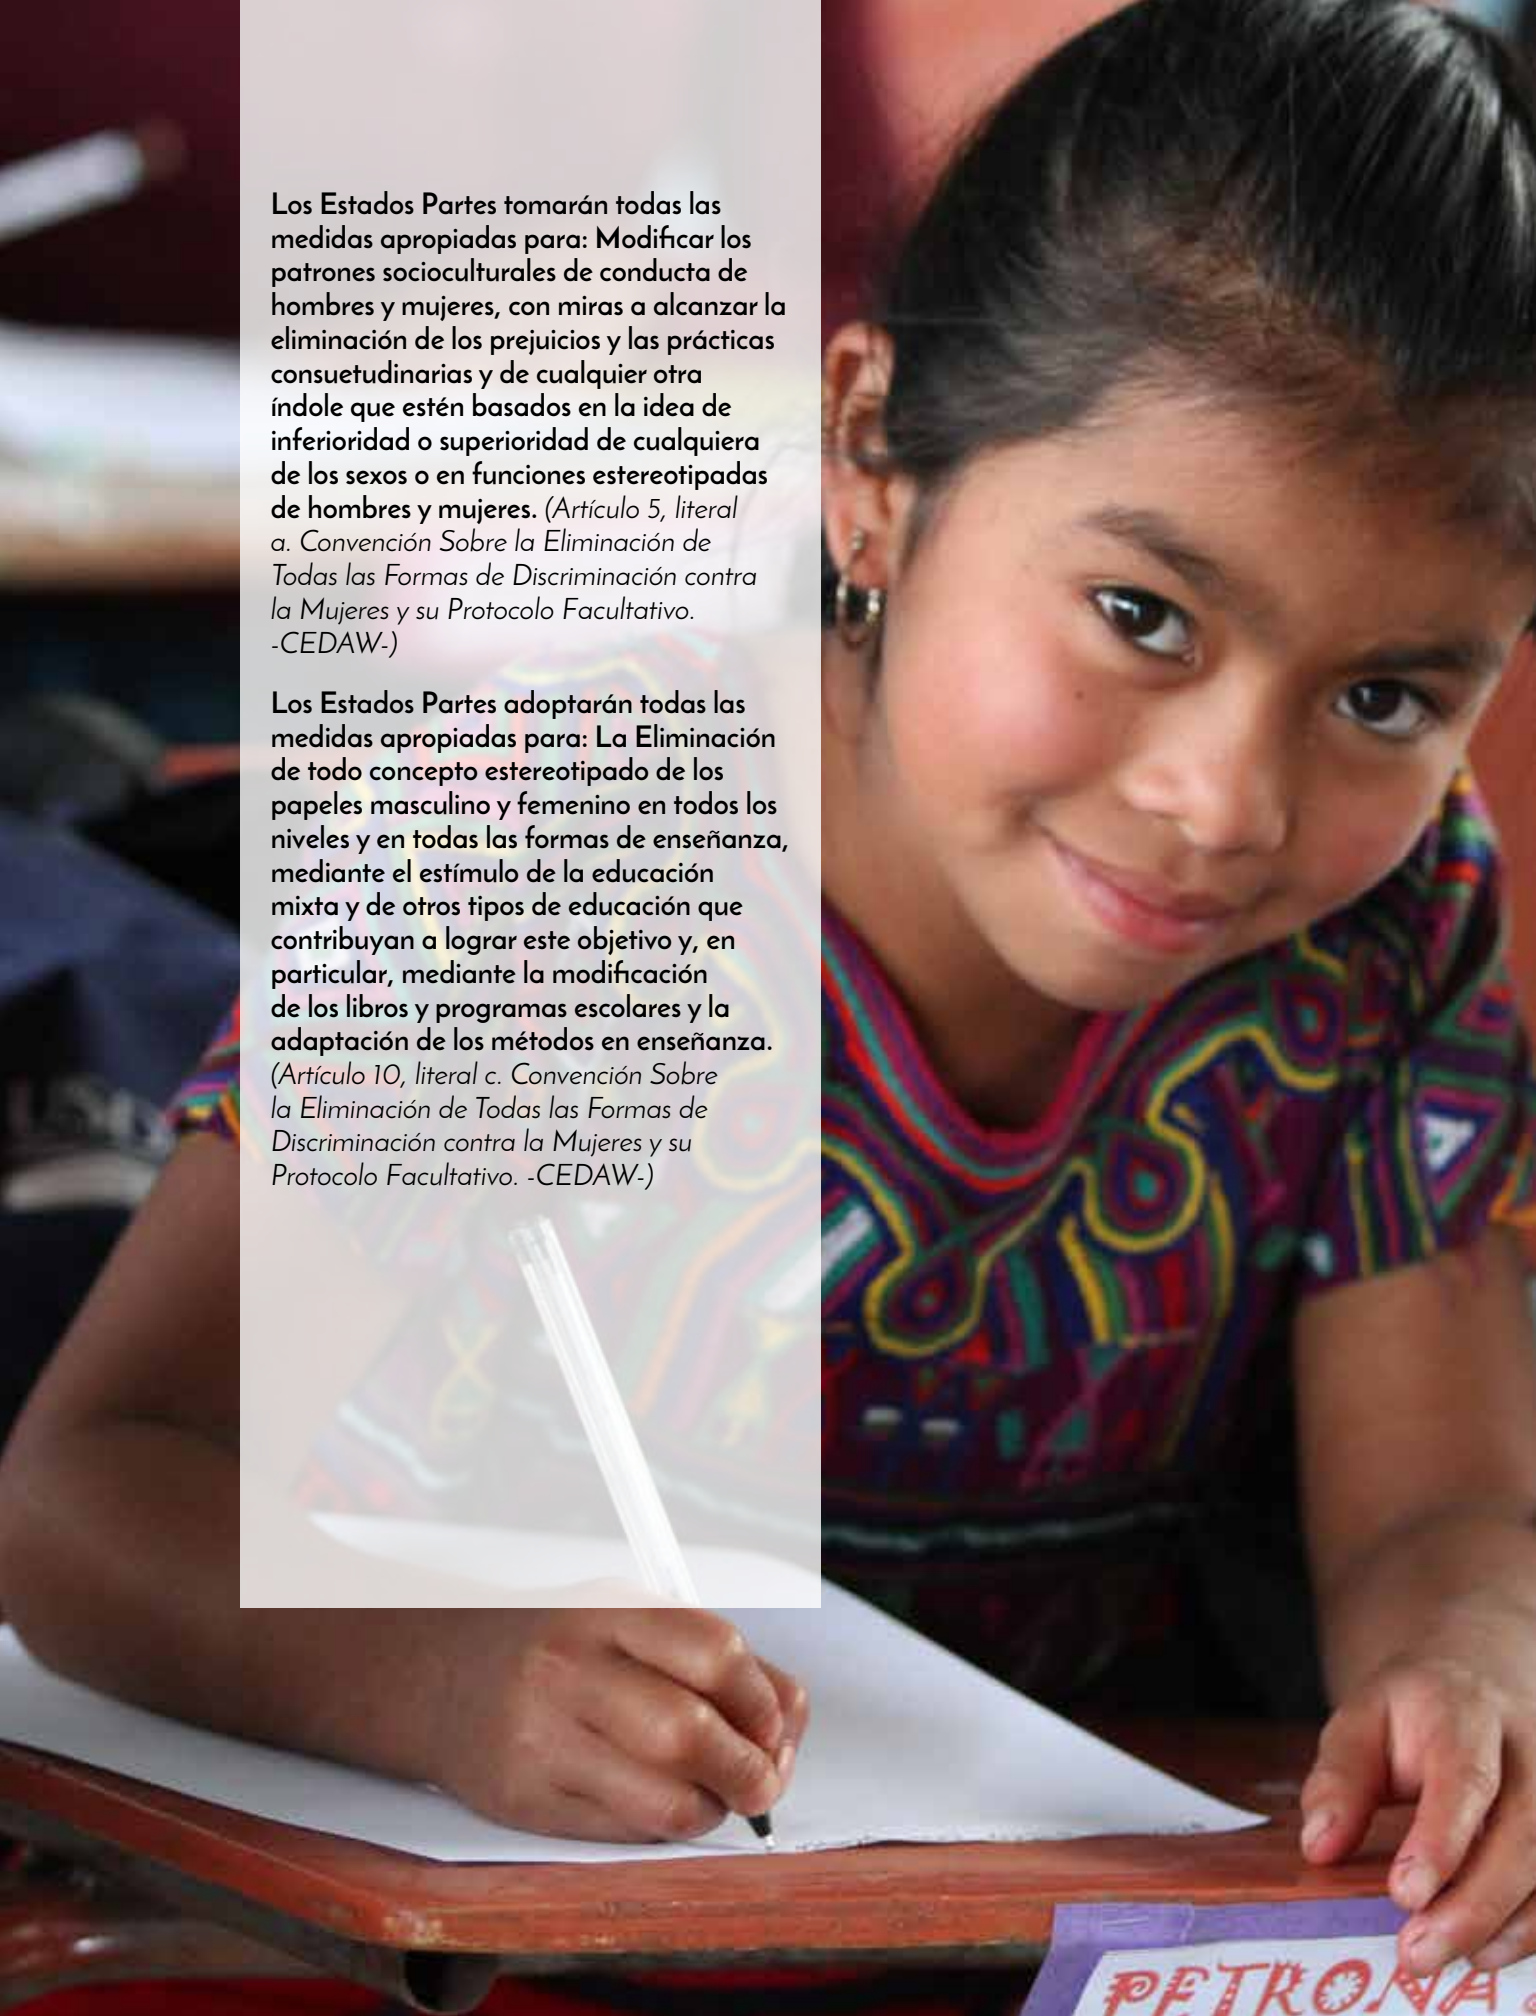 Los Estados Partes tomarán todas las
medidas apropiadas para: Modificar los
patrones socioculturales de conducta de
hombres y mujeres, con miras a alcanzar la
eliminación de los prejuicios y las prácticas
consuetudinarias y de cualquier otra
índole que estén basados en la idea de
inferioridad o superioridad de cualquiera
de los sexos o en funciones estereotipadas
de hombres y mujeres. (Artículo 5, literal
a. Convención Sobre la Eliminación de
Todas las Formas de Discriminación contra
la Mujeres y su Protocolo Facultativo.
-CEDAW-)
Los Estados Partes adoptarán todas las
medidas apropiadas para: La Eliminación
de todo concepto estereotipado de los
papeles masculino y femenino en todos los
niveles y en todas las formas de enseñanza,
mediante el estímulo de la educación
mixta y de otros tipos de educación que
contribuyan a lograr este objetivo y, en
particular, mediante la modificación
de los libros y programas escolares y la
adaptación de los métodos en enseñanza.
(Artículo 10, literal c. Convención Sobre
la Eliminación de Todas las Formas de
Discriminación contra la Mujeres y su
Protocolo Facultativo. -CEDAW-)
PETRONA